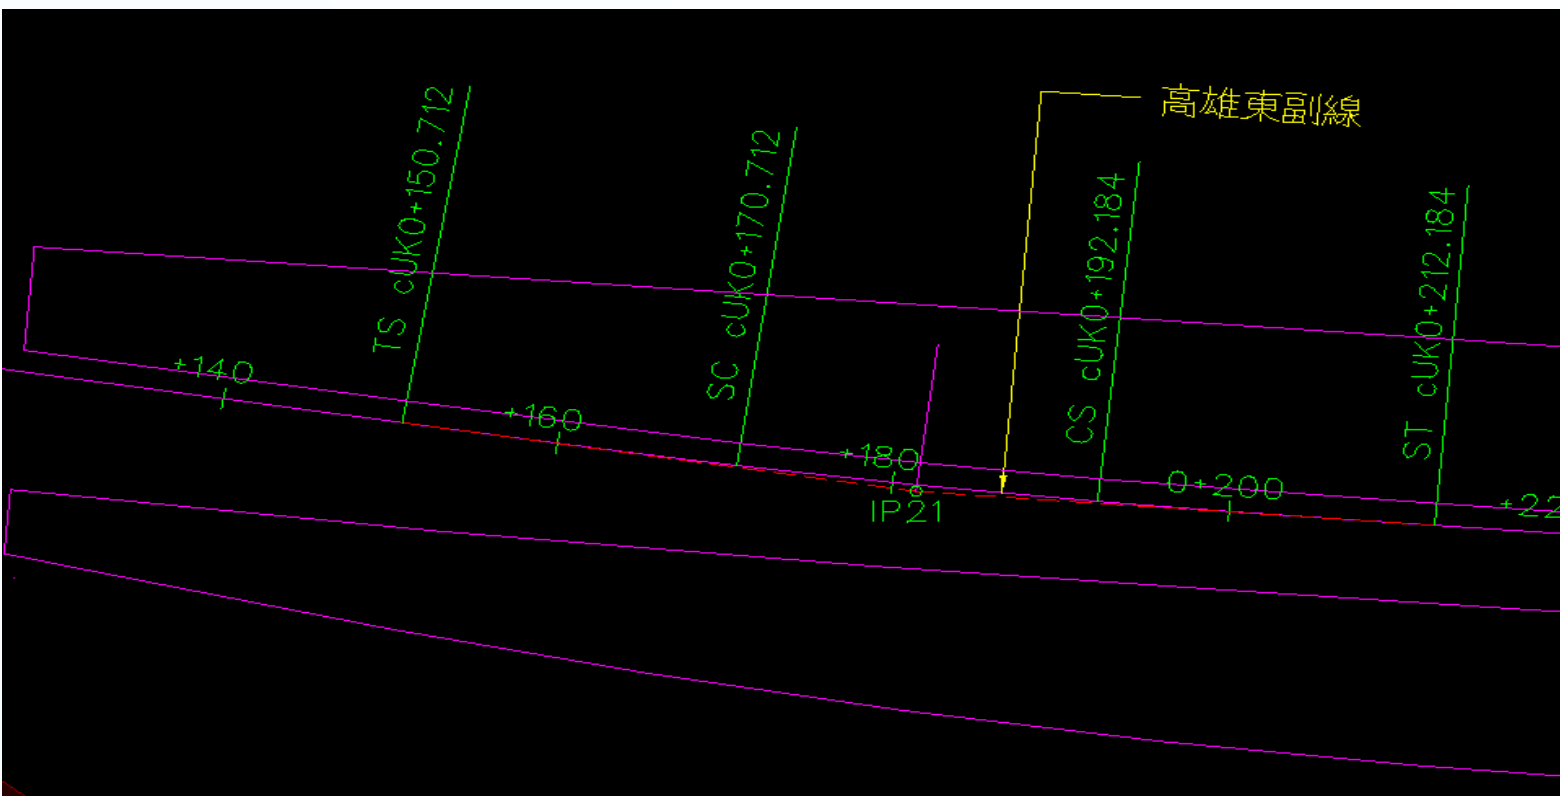 高雄東副線
TS cUK0+150.712
SC cUK0+170.712
CS cUK0+192.184
ST cUK0+212.184
+140
+160
+180
IP21
0+200
+22